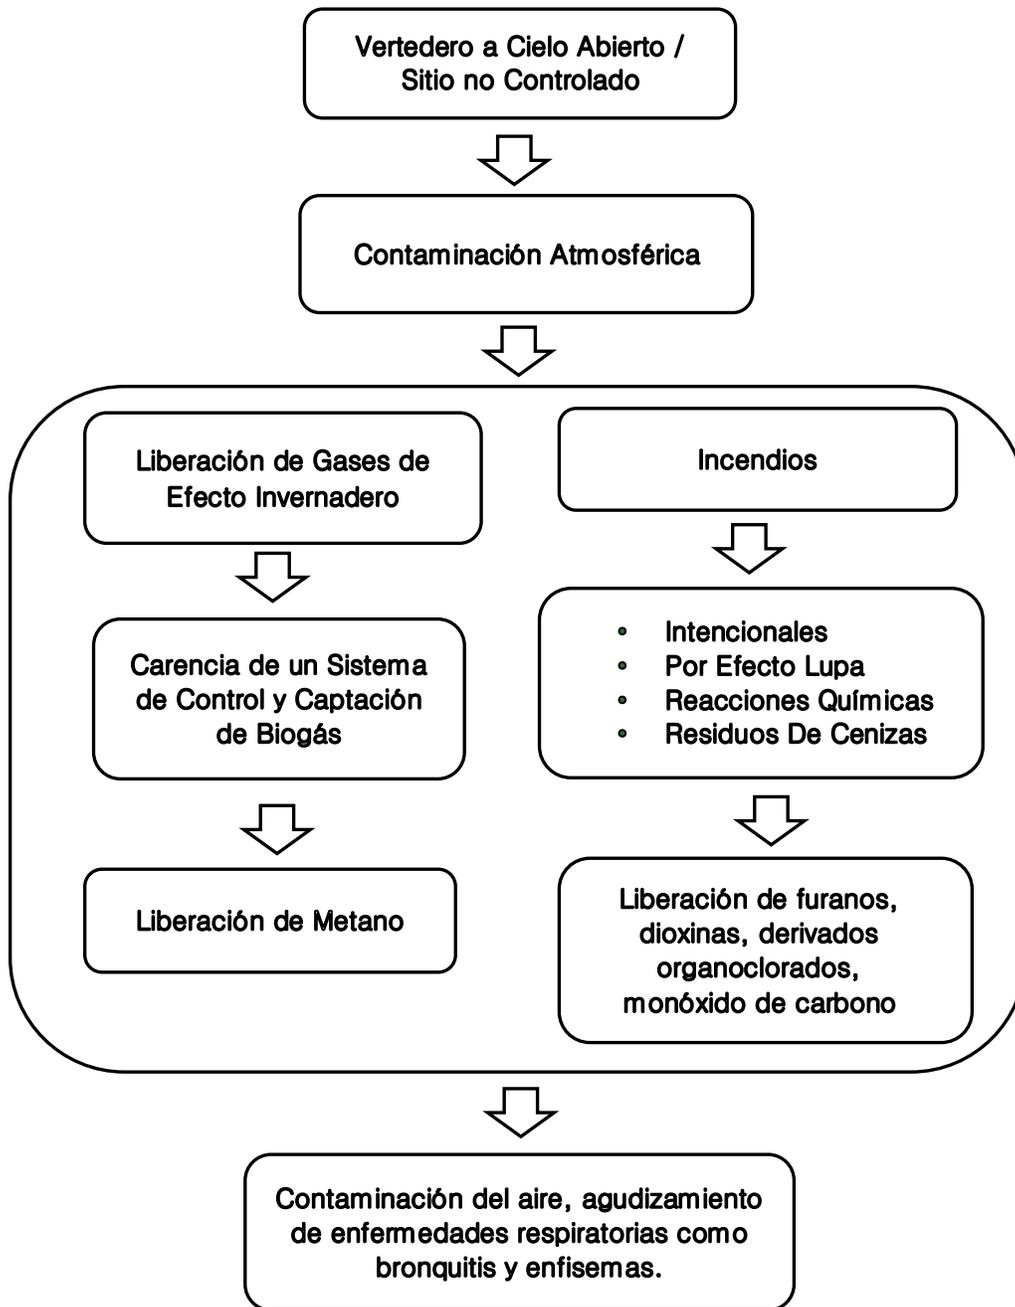 Vertedero a Cielo Abierto /
Sitio no Controlado
Contaminación Atmosférica
Liberación de Gases de
Efecto Invernadero
Carencia de un Sistema
de Control y Captación
de Biogás
Liberación de Metano
Incendios
• Intencionales
• Por Efecto Lupa
• Reacciones Químicas
• Residuos De Cenizas
Liberación de furanos,
dioxinas, derivados
organoclorados,
monóxido de carbono
Contaminación del aire, agudizamiento
de enfermedades respiratorias como
bronquitis y enfisemas.